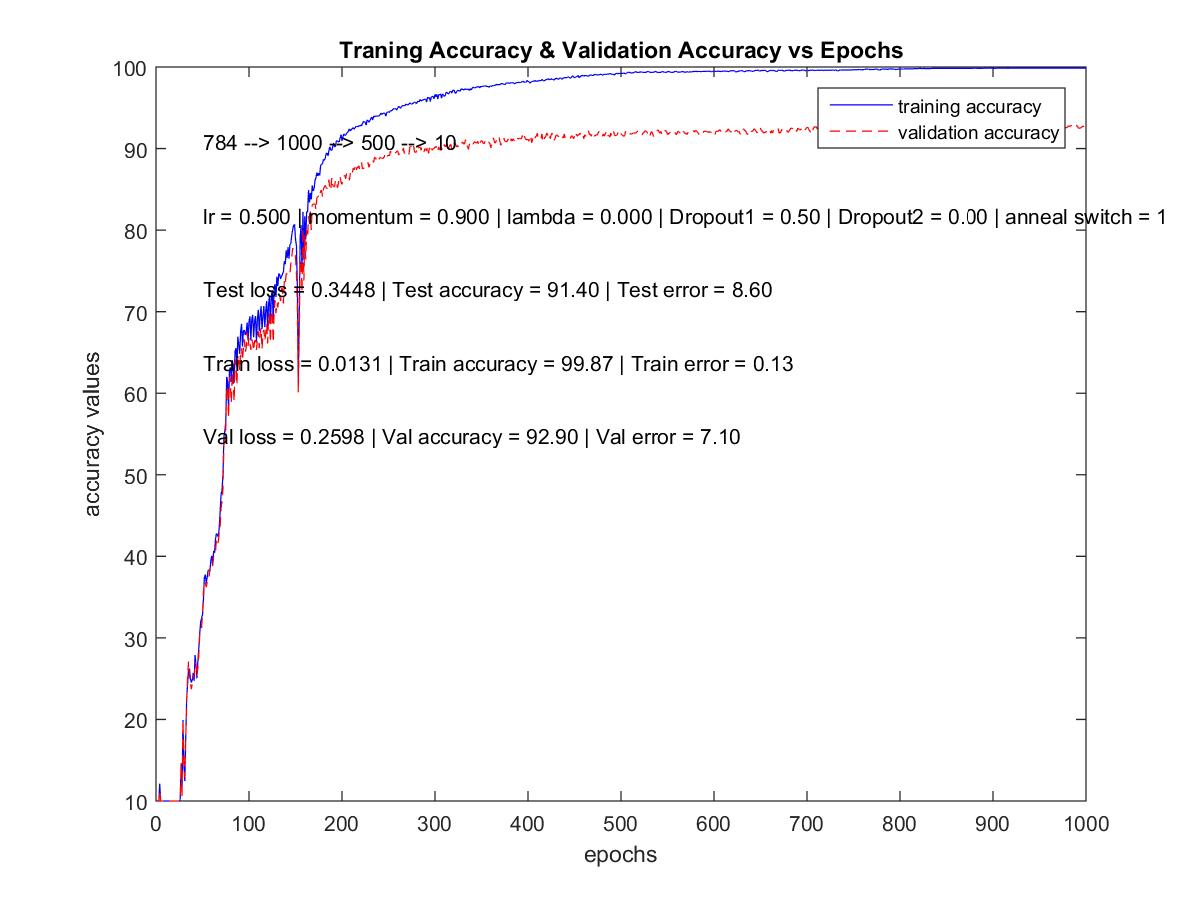 Traning Accuracy & Validation Accuracy vs Epochs
100
90
80
70
60
50
40
30
20
10
accuracy values
training accuracy
validation accuracy
784 --> 1000 --> 500 --> 10
lr = 0.500 | momentum = 0.900 | lambda = 0.000 | Dropout1 = 0.50 | Dropout2 = 0.00 | anneal switch = 1
Test loss = 0.3448 | Test accuracy = 91.40 | Test error = 8.60
Train loss = 0.0131 | Train accuracy = 99.87 | Train error = 0.13
Val loss = 0.2598 | Val accuracy = 92.90 | Val error = 7.10
0 100 200 300 400 500 600 700 800 900 1000
epochs